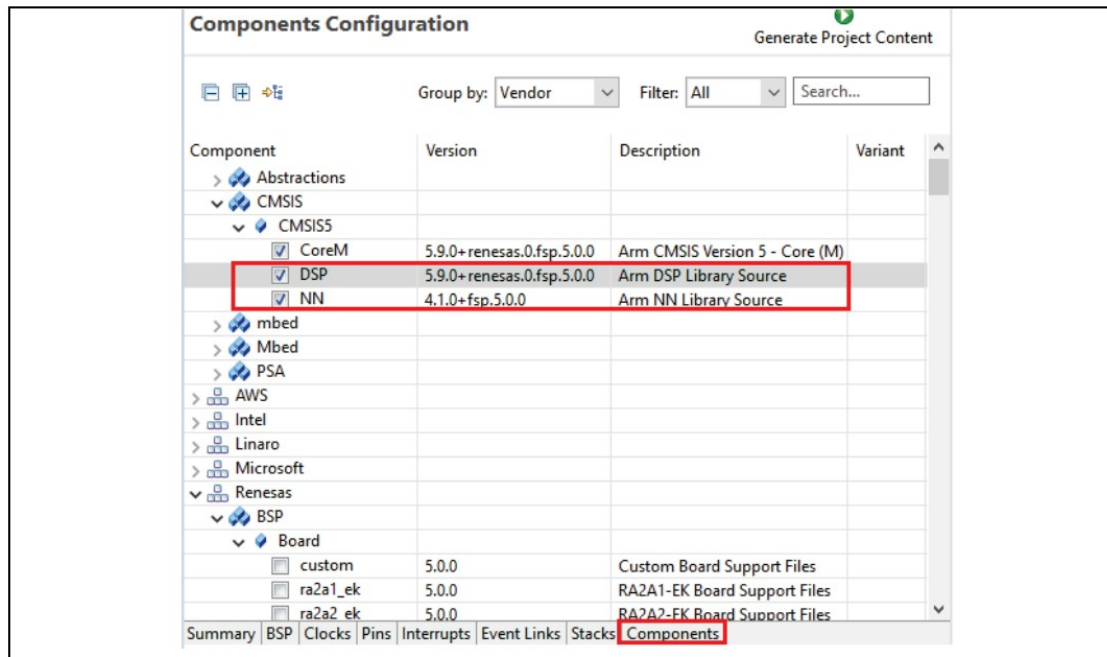 Components Configuration
Generate Project Content
Group by: Vendor Filter: All Search...
Component Version Description Variant
Abstractions
CMSIS
CMSIS5
CoreM 5.9.0+renesas.0.fsp.5.0.0 Arm CMSIS Version 5 - Core (M)
DSP 5.9.0+renesas.0.fsp.5.0.0 Arm DSP Library Source
NN 4.1.0+fsp.5.0.0 Arm NN Library Source
mbed
Mbed
PSA
AWS
Intel
Linaro
Microsoft
Renesas
BSP
Board
custom 5.0.0 Custom Board Support Files
ra2a1_ek 5.0.0 RA2A1-EK Board Support Files
ra2a2_ek 5.0.0 RA2A2-EK Board Support Files
Summary BSP Clocks Pins Interrupts Event Links Stacks Components